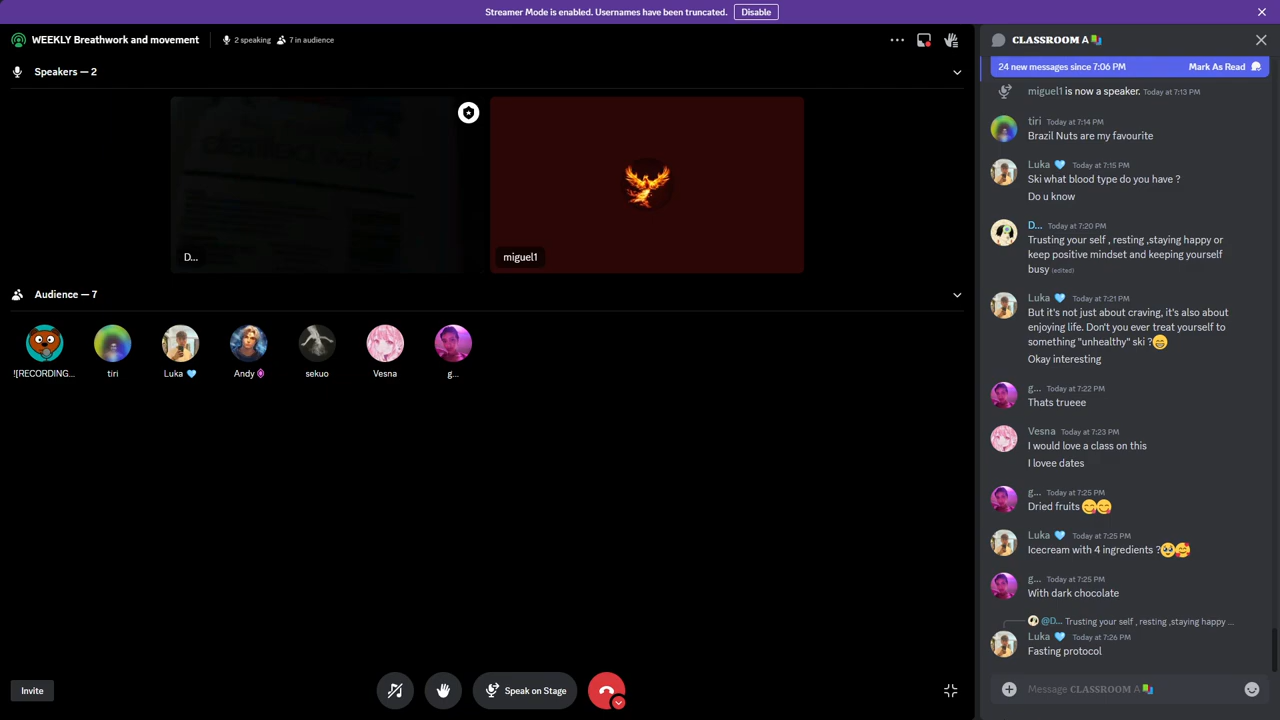 Streamer Mode is enabled. Usernames have been truncated. Disable
WEEKLY Breathwork and movement 2 speaking 7 in audience
Speakers — 2
D...
miguel1
Audience — 7
![RECORDING...
tiri
Luka 🩵
Andy
sekuo
Vesna
g...
Invite
Speak on Stage
CLASSROOM A
24 new messages since 7:06 PM Mark As Read
miguel1 is now a speaker. Today at 7:13 PM
tiri Today at 7:14 PM
Brazil Nuts are my favourite
Luka 🩵 Today at 7:15 PM
Ski what blood type do you have ?
Do u know
D... Today at 7:20 PM
Trusting your self , resting ,staying happy or
keep positive mindset and keeping yourself
busy (edited)
Luka 🩵 Today at 7:21 PM
But it's not just about craving, it's also about
enjoying life. Don't you ever treat yourself to
something "unhealthy" ski ?😁
Okay interesting
g... Today at 7:22 PM
Thats trueee
Vesna Today at 7:23 PM
I would love a class on this
I lovee dates
g... Today at 7:25 PM
Dried fruits 😋😋
Luka 🩵 Today at 7:25 PM
Icecream with 4 ingredients ?🥹🥰
g... Today at 7:25 PM
With dark chocolate
@D... Trusting your self , resting ,staying happy ...
Luka 🩵 Today at 7:26 PM
Fasting protocol
Message CLASSROOM A